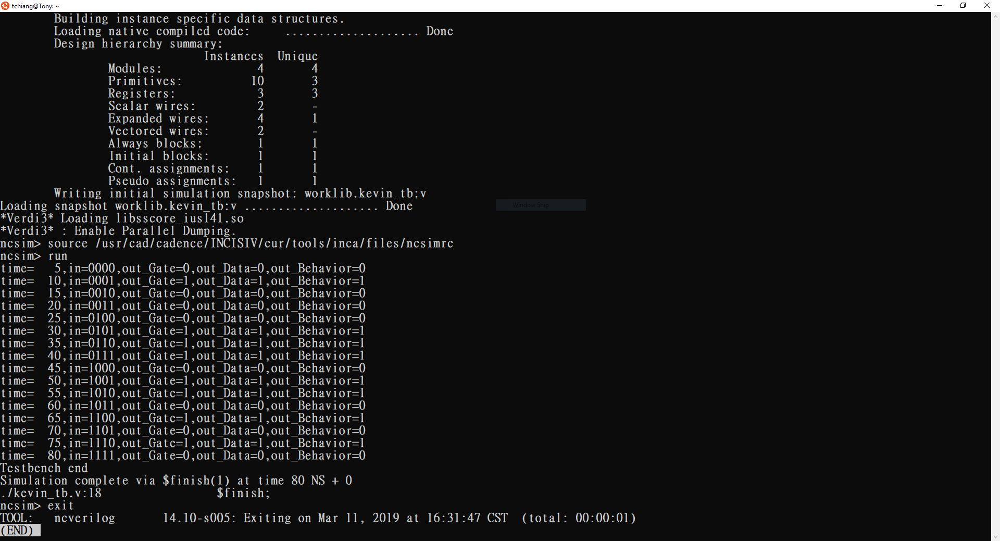 tchiang@Tony: ~
Building instance specific data structures.
Loading native compiled code:     .................... Done
Design hierarchy summary:
Instances  Unique
Modules:              4       4
Primitives:          10       3
Registers:            3       3
Scalar wires:         2       -
Expanded wires:       4       1
Vectored wires:       2       -
Always blocks:        1       1
Initial blocks:       1       1
Cont. assignments:    1       1
Pseudo assignments:   1       1
Writing initial simulation snapshot: worklib.kevin_tb:v
Loading snapshot worklib.kevin_tb:v .................... Done
Window Snip
*Verdi3* Loading libsscore_ius141.so
*Verdi3* : Enable Parallel Dumping.
ncsim> source /usr/cad/cadence/INCISIV/cur/tools/inca/files/ncsimrc
ncsim> run
time=   5,in=0000,out_Gate=0,out_Data=0,out_Behavior=0
time=  10,in=0001,out_Gate=1,out_Data=1,out_Behavior=1
time=  15,in=0010,out_Gate=0,out_Data=0,out_Behavior=0
time=  20,in=0011,out_Gate=0,out_Data=0,out_Behavior=0
time=  25,in=0100,out_Gate=0,out_Data=0,out_Behavior=0
time=  30,in=0101,out_Gate=1,out_Data=1,out_Behavior=1
time=  35,in=0110,out_Gate=1,out_Data=1,out_Behavior=1
time=  40,in=0111,out_Gate=1,out_Data=1,out_Behavior=1
time=  45,in=1000,out_Gate=0,out_Data=0,out_Behavior=0
time=  50,in=1001,out_Gate=1,out_Data=1,out_Behavior=1
time=  55,in=1010,out_Gate=1,out_Data=1,out_Behavior=1
time=  60,in=1011,out_Gate=0,out_Data=0,out_Behavior=0
time=  65,in=1100,out_Gate=1,out_Data=1,out_Behavior=1
time=  70,in=1101,out_Gate=0,out_Data=0,out_Behavior=0
time=  75,in=1110,out_Gate=1,out_Data=1,out_Behavior=1
time=  80,in=1111,out_Gate=0,out_Data=0,out_Behavior=0
Testbench end
Simulation complete via $finish(1) at time 80 NS + 0
./kevin_tb.v:18                 $finish;
ncsim> exit
TOOL:   ncverilog       14.10-s005: Exiting on Mar 11, 2019 at 16:31:47 CST  (total: 00:00:01)
(END)